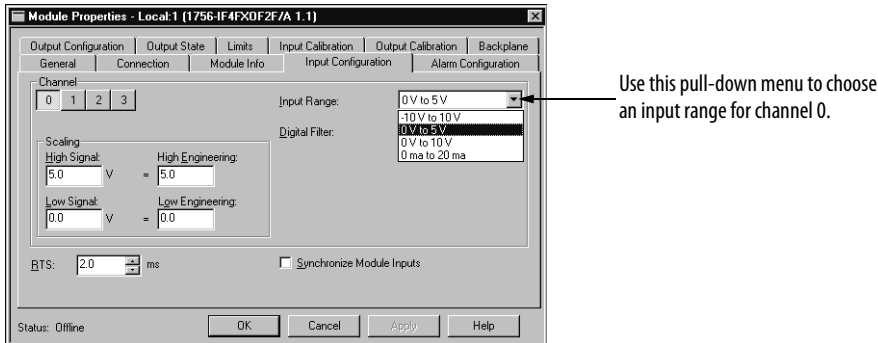 Module Properties - Local:1 (1756-IF4FXOF2F/A 1.1)
Output Configuration Output State Limits Input Calibration Output Calibration Backplane
General Connection Module Info Input Configuration Alarm Configuration
Channel
0 1 2 3
Input Range: 0 V to 5 V
-10 V to 10 V
0 V to 5 V
0 V to 10 V
0 ma to 20 ma
Digital Filter:
Scaling
High Signal: High Engineering:
5.0 V = 5.0
Low Signal: Low Engineering:
0.0 V = 0.0
RTS: 2.0 ms
Synchronize Module Inputs
Status: Offline
OK Cancel Apply Help
Use this pull-down menu to choose
an input range for channel 0.